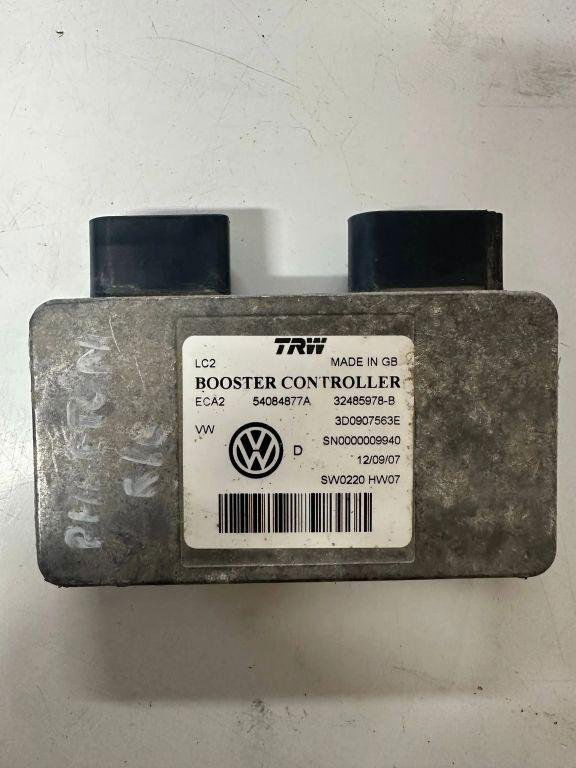 TRW
LC2 MADE IN GB
BOOSTER CONTROLLER
ECA2 54084877A 32485978-B
3D0907563E
VW D SN0000009940
12/09/07
SW0220 HW07
PHAETON
R/C